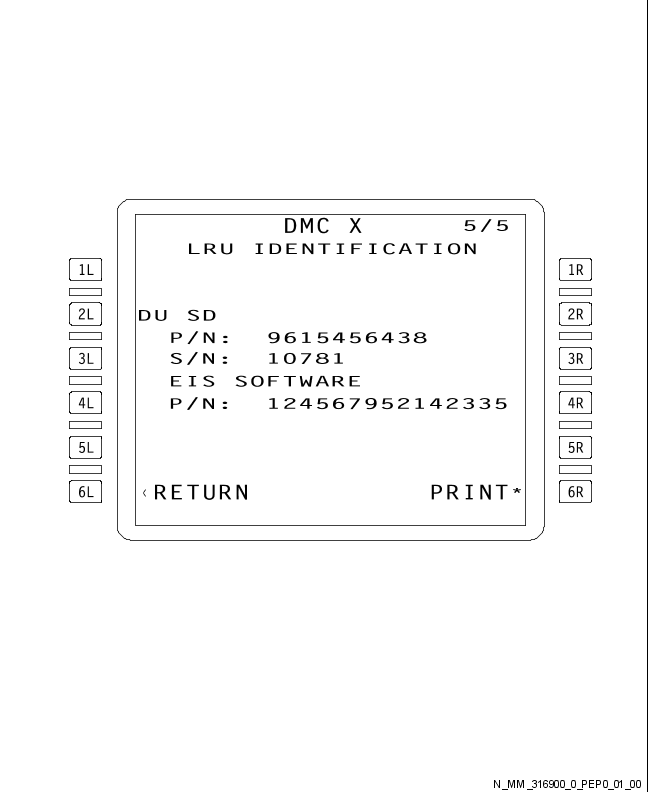 DMC X 5/5
LRU IDENTIFICATION
1L 1R
DU SD
2L 2R
P/N: 9615456438
S/N: 10781
3L 3R
EIS SOFTWARE
P/N: 124567952142335
4L 4R
5L 5R
6L ‹RETURN PRINT* 6R
N_MM_316900_0_PEP0_01_00